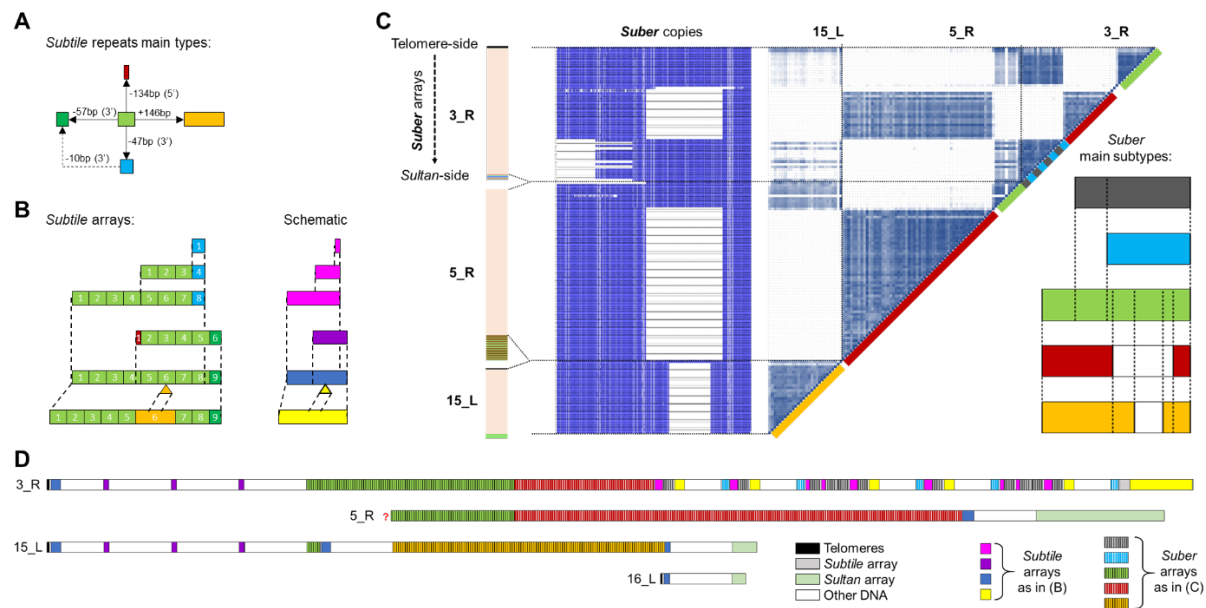 A
Subtile repeats main types:
-134bp (5')
-57bp (3')
+146bp
-47bp (3')
-10bp (3')
B
Subtile arrays:
Schematic
1
1 2 3 4
1 2 3 4 5 6 7 8
1 2 3 4 5 6
1 2 3 4 5 6 7 8 9
1 2 3 4 5 6 7 8 9
C
Suber copies
15_L
5_R
3_R
Telomere-side
Suber arrays
3_R
Sultan-side
5_R
15_L
Suber
main subtypes:
D
3_R
5_R ?
15_L
16_L
Telomeres
Subtile array
Sultan array
Other DNA
Subtile
arrays
as in (B)
Suber
arrays
as in (C)